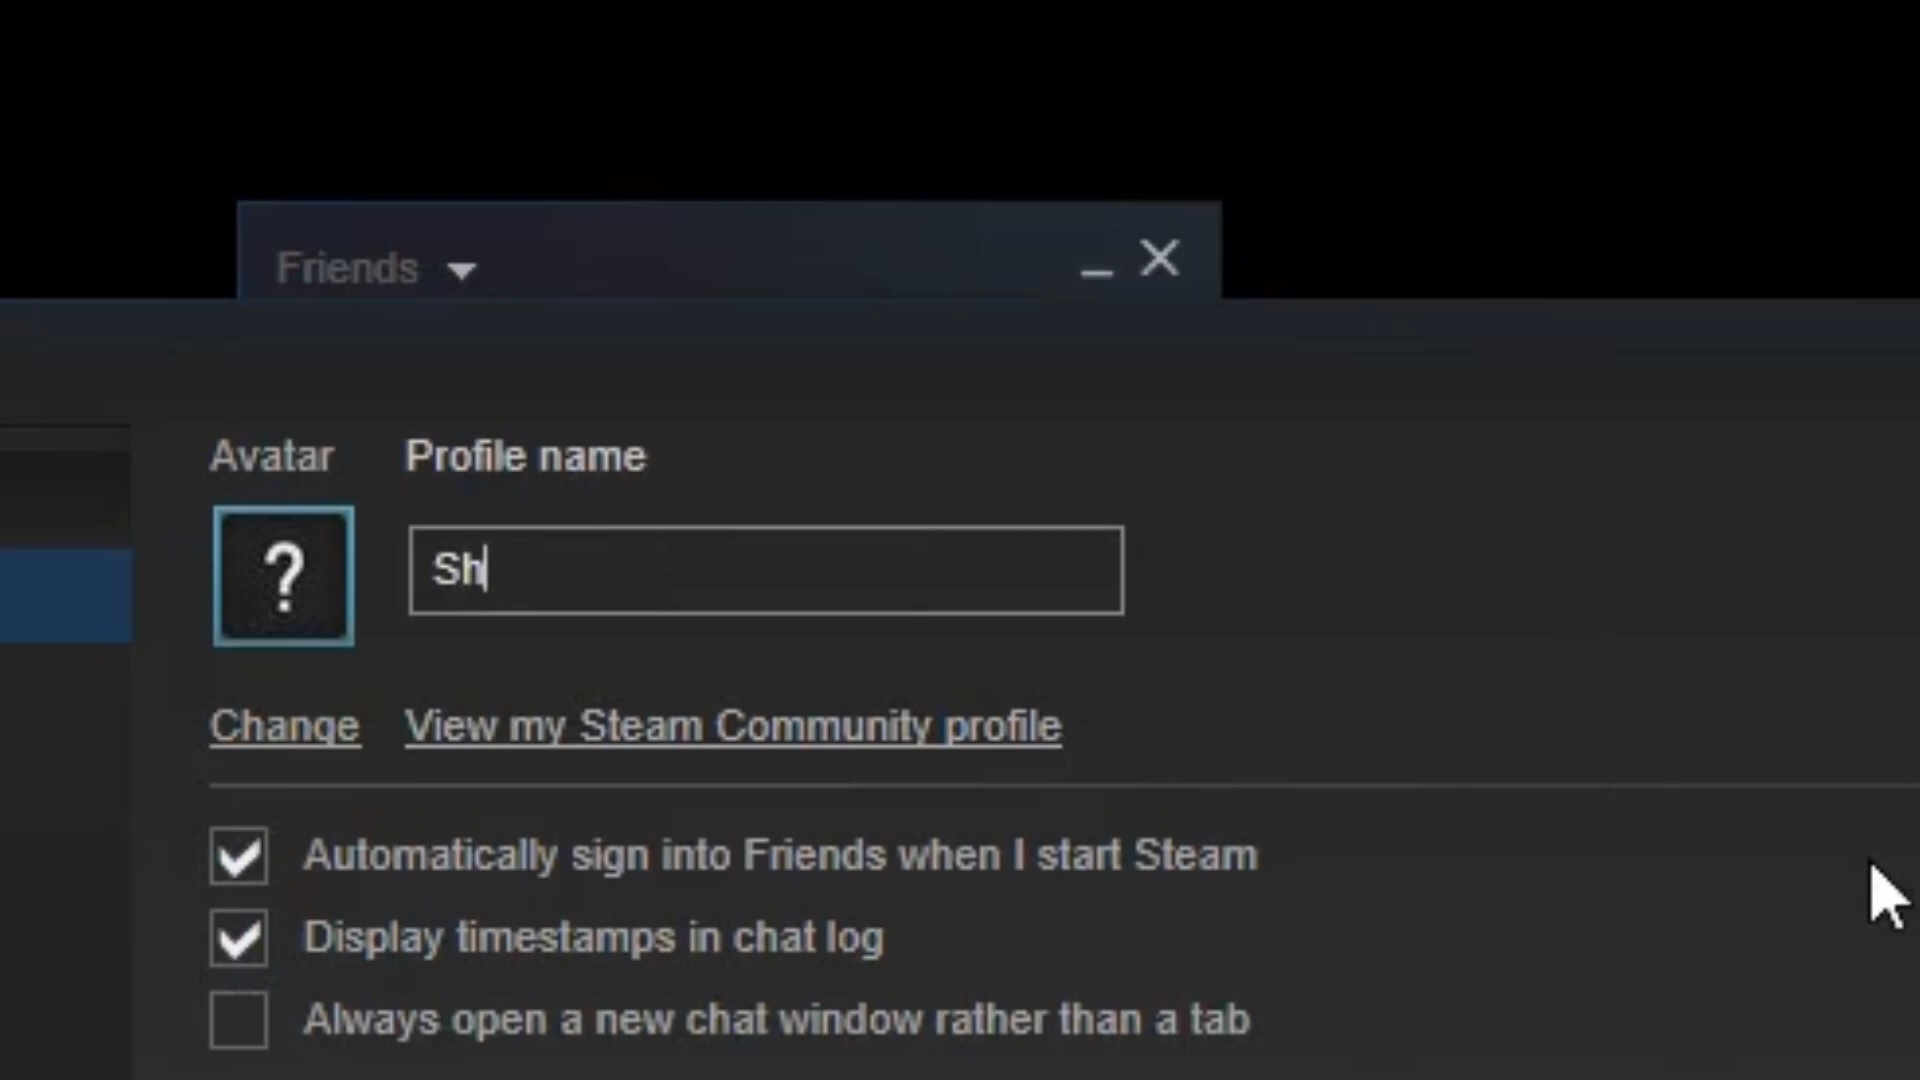 Friends
Avatar Profile name
?
Sh
Change View my Steam Community profile
Automatically sign into Friends when I start Steam
Display timestamps in chat log
Always open a new chat window rather than a tab